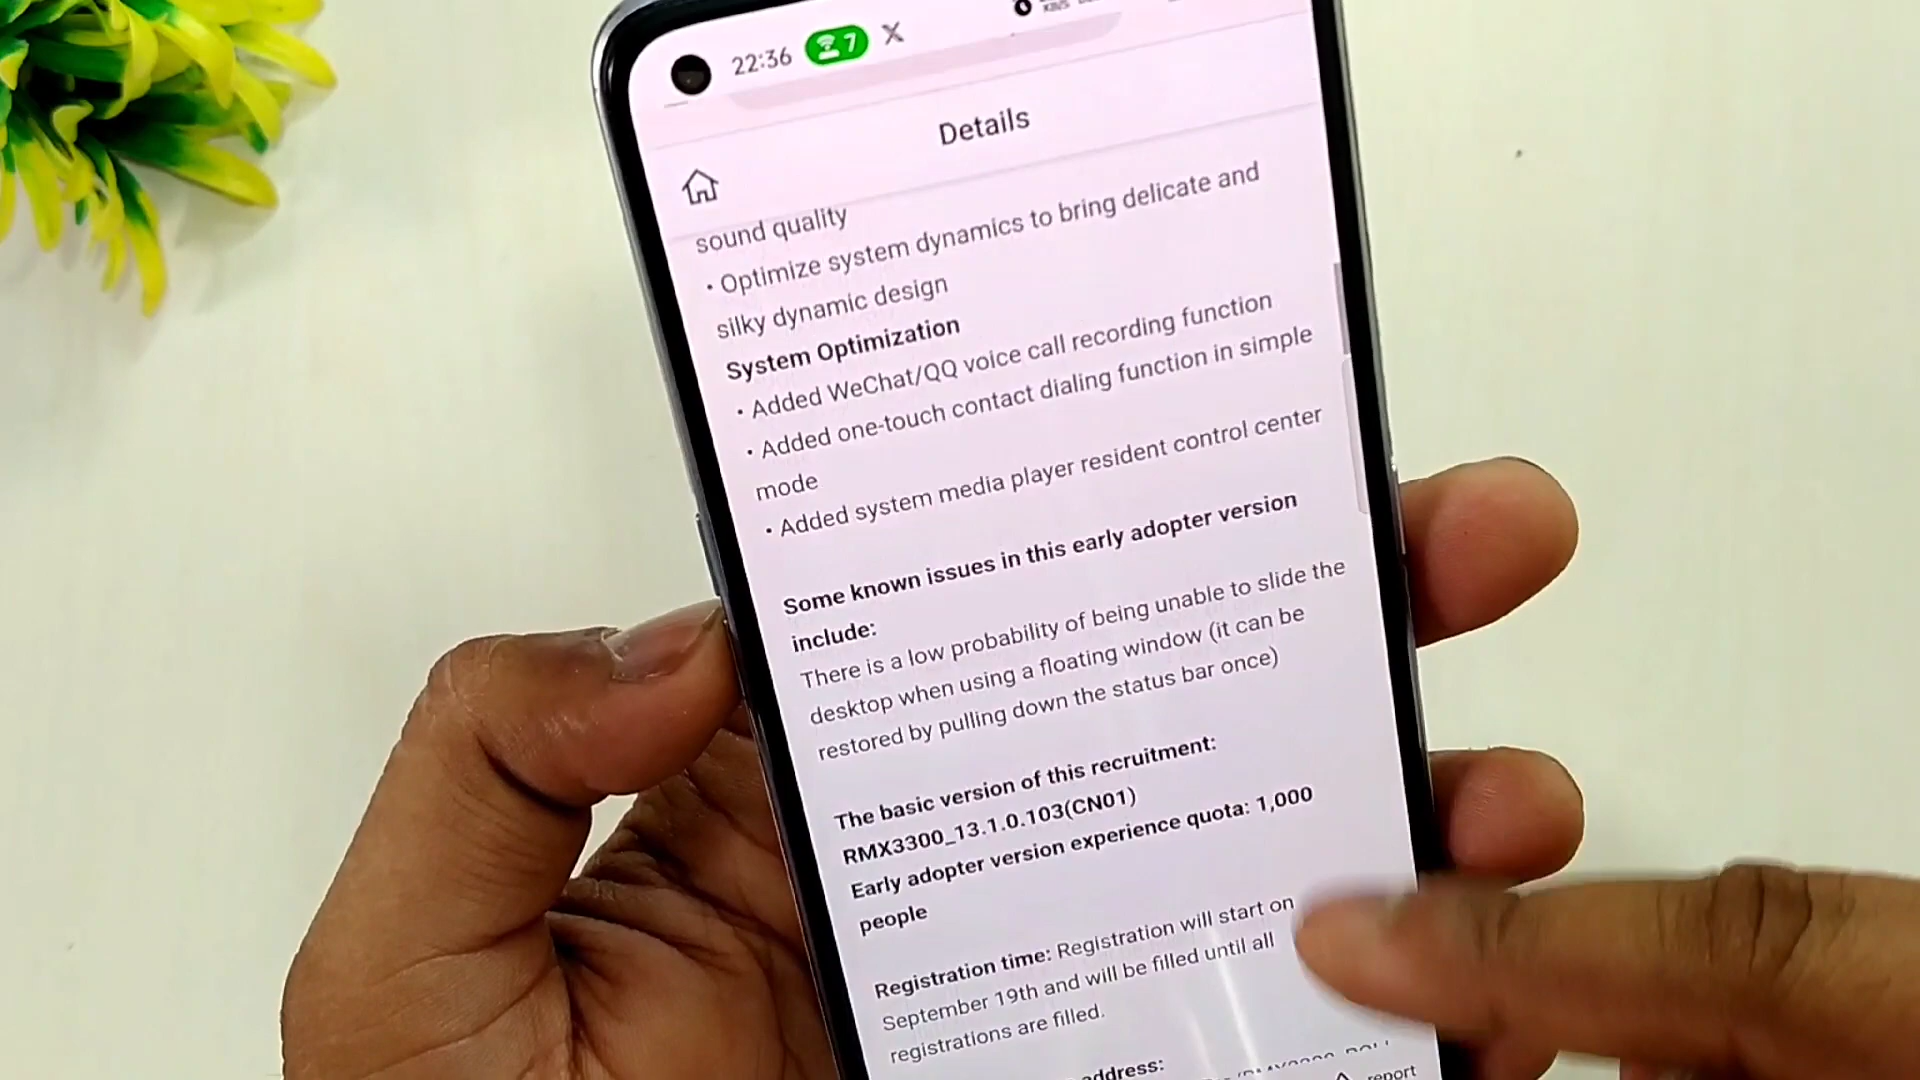 22:36 7 X
KB/S
Details
sound quality
• Optimize system dynamics to bring delicate and
silky dynamic design
System Optimization
• Added WeChat/QQ voice call recording function
• Added one-touch contact dialing function in simple
mode
• Added system media player resident control center
Some known issues in this early adopter version
include:
There is a low probability of being unable to slide the
desktop when using a floating window (it can be
restored by pulling down the status bar once)
The basic version of this recruitment:
RMX3300_13.1.0.103(CN01)
Early adopter version experience quota: 1,000
people
Registration time: Registration will start on
September 19th and will be filled until all
registrations are filled.
address:
report